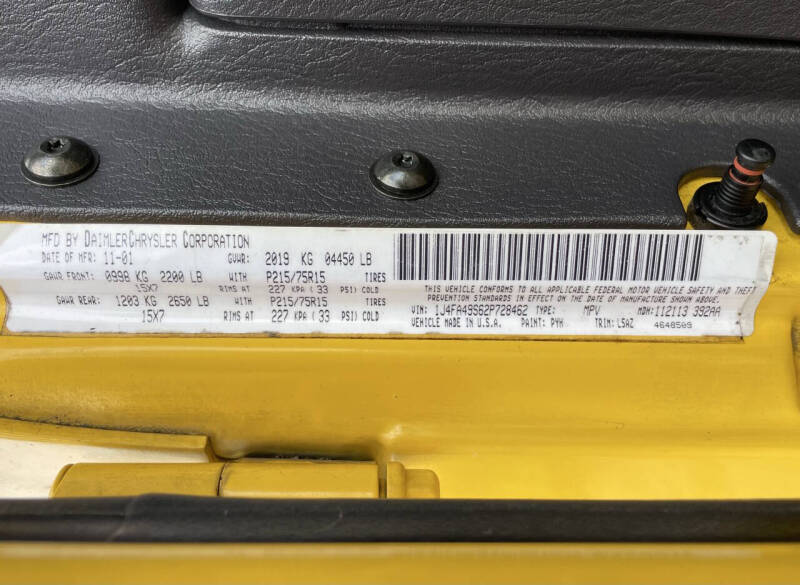 MFD BY DAIMLERCHRYSLER CORPORATION
DATE OF MFR: 11-01 GVWR: 2019 KG 04450 LB
GAWR FRONT: 0998 KG 2200 LB WITH P215/75R15 TIRES
15X7 RIMS AT 227 KPA ( 33 PSI) COLD
GAWR REAR: 1203 KG 2650 LB WITH P215/75R15 TIRES
15X7 RIMS AT 227 KPA ( 33 PSI) COLD
THIS VEHICLE CONFORMS TO ALL APPLICABLE FEDERAL MOTOR VEHICLE SAFETY AND THEFT
PREVENTION STANDARDS IN EFFECT ON THE DATE OF MANUFACTURE SHOWN ABOVE.
VIN: 1J4FA49S62P728462 TYPE: MPV MDH: 112113 392AA
VEHICLE MADE IN U.S.A. PAINT: PYH TRIM: L5AZ 4648509